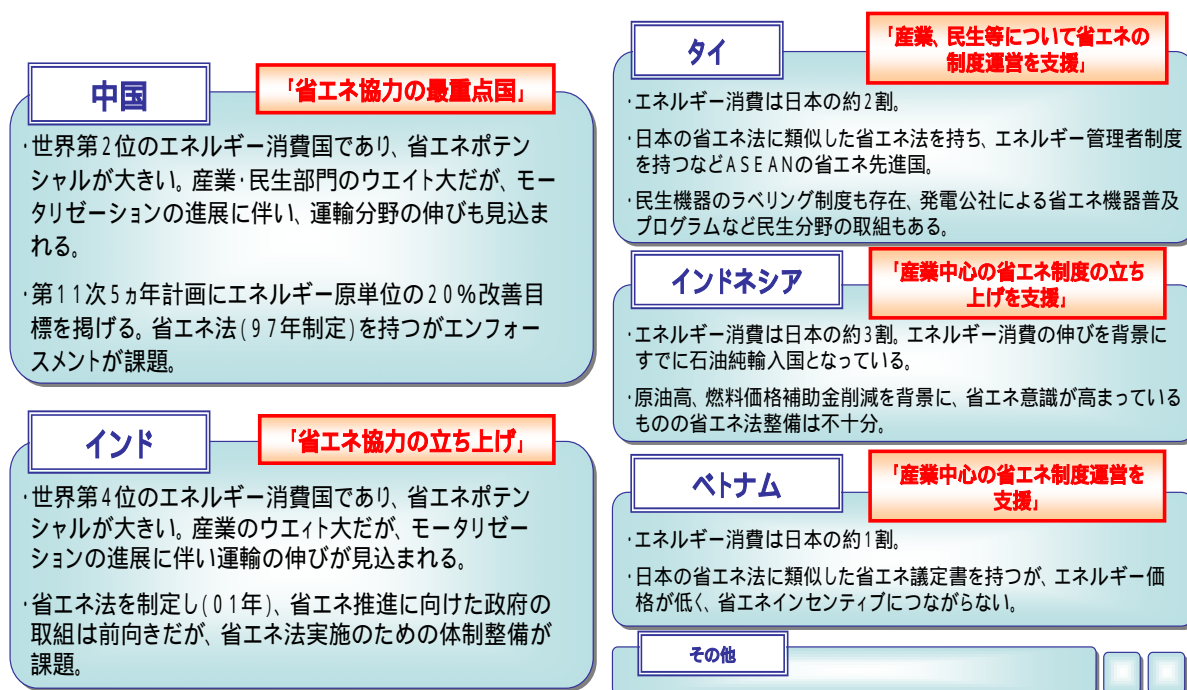 中国
「省エネ協力の最重点国」
･世界第2位のエネルギー消費国であり、省エネポテン
シャルが大きい。産業･民生部門のウエイト大だが、モー
タリゼーションの進展に伴い、運輸分野の伸びも見込ま
れる。
･第11次5ヵ年計画にエネルギー原単位の20%改善目
標を掲げる。省エネ法(97年制定)を持つがエンフォー
スメントが課題。
インド
「省エネ協力の立ち上げ」
･世界第4位のエネルギー消費国であり、省エネポテン
シャルが大きい。産業のウエィト大だが、モータリゼー
ションの進展に伴い運輸の伸びが見込まれる。
･省エネ法を制定し(01年)、省エネ推進に向けた政府の
取組は前向きだが、省エネ法実施のための体制整備が
課題。
タイ
「産業、民生等について省エネの
制度運営を支援」
･エネルギー消費は日本の約2割。
･日本の省エネ法に類似した省エネ法を持ち、エネルギー管理者制度
を持つなどASEANの省エネ先進国。
･民生機器のラベリング制度も存在、発電公社による省エネ機器普及
プログラムなど民生分野の取組もある。
インドネシア
「産業中心の省エネ制度の立ち
上げを支援」
･エネルギー消費は日本の約3割。エネルギー消費の伸びを背景に
すでに石油純輸入国となっている。
･原油高、燃料価格補助金削減を背景に、省エネ意識が高まっている
ものの省エネ法整備は不十分。
ベトナム
「産業中心の省エネ制度運営を
支援」
･エネルギー消費は日本の約1割。
･日本の省エネ法に類似した省エネ議定書を持つが、エネルギー価
格が低く、省エネインセンティブにつながらない。
その他